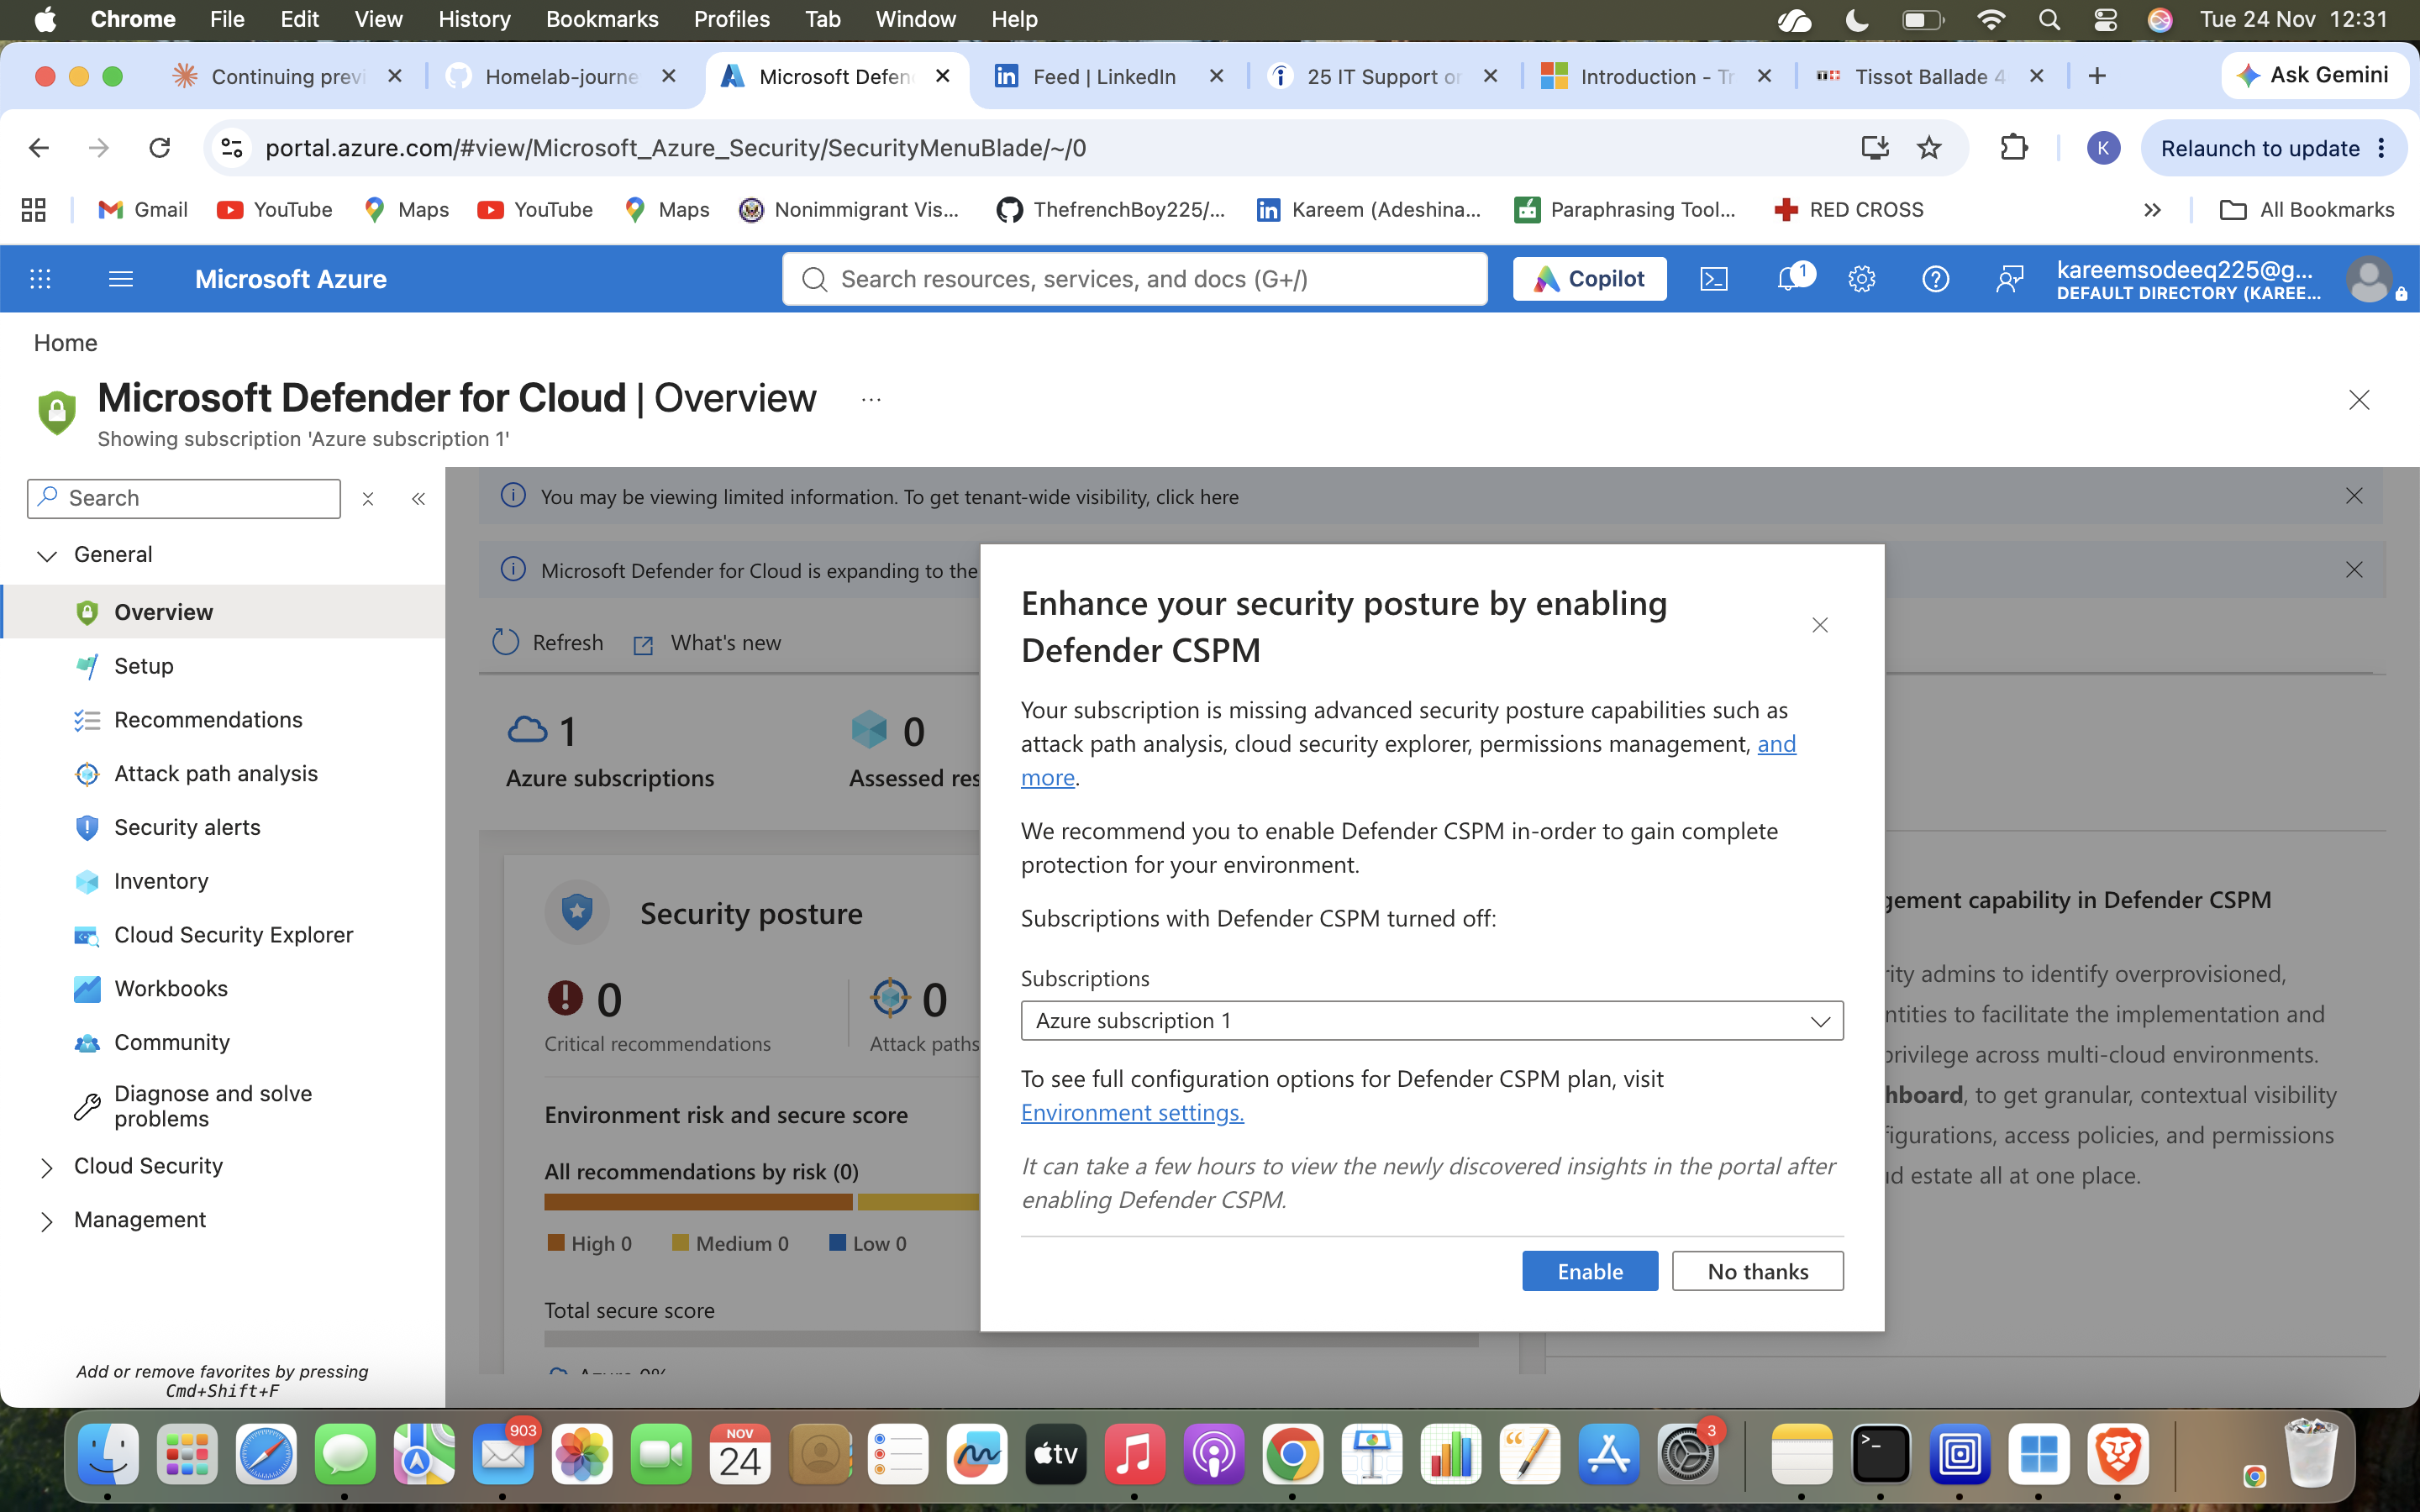 Chrome File Edit View History Bookmarks Profiles Tab Window Help Tue 24 Nov 12:31
Continuing previ
Homelab-journe
Microsoft Defen
Feed | LinkedIn
25 IT Support or
Introduction - Tr
Tissot Ballade 4
Ask Gemini
portal.azure.com/#view/Microsoft_Azure_Security/SecurityMenuBlade/~/0
K
Relaunch to update
Gmail YouTube Maps YouTube Maps Nonimmigrant Vis... ThefrenchBoy225/... Kareem (Adeshina... Paraphrasing Tool... RED CROSS All Bookmarks
Microsoft Azure
Search resources, services, and docs (G+/)
Copilot
1
kareemsodeeq225@g...
DEFAULT DIRECTORY (KAREE...
Home
Microsoft Defender for Cloud | Overview ...
Showing subscription 'Azure subscription 1'
Search
General
Overview
Setup
Recommendations
Attack path analysis
Security alerts
Inventory
Cloud Security Explorer
Workbooks
Community
Diagnose and solve
problems
Cloud Security
Management
Add or remove favorites by pressing
Cmd+Shift+F
You may be viewing limited information. To get tenant-wide visibility, click here
Microsoft Defender for Cloud is expanding to the
Refresh
What's new
1
Azure subscriptions
0
Assessed res
Security posture
0
Critical recommendations
0
Attack paths
Environment risk and secure score
All recommendations by risk (0)
High 0 Medium 0 Low 0
Total secure score
Azure 0%
Enhance your security posture by enabling
Defender CSPM
Your subscription is missing advanced security posture capabilities such as
attack path analysis, cloud security explorer, permissions management, and
more.
We recommend you to enable Defender CSPM in-order to gain complete
protection for your environment.
Subscriptions with Defender CSPM turned off:
Subscriptions
Azure subscription 1
To see full configuration options for Defender CSPM plan, visit
Environment settings.
It can take a few hours to view the newly discovered insights in the portal after
enabling Defender CSPM.
Enable
No thanks
gement capability in Defender CSPM
rity admins to identify overprovisioned,
ntities to facilitate the implementation and
privilege across multi-cloud environments.
hboard, to get granular, contextual visibility
figurations, access policies, and permissions
ud estate all at one place.
903
NOV
24
tv
3